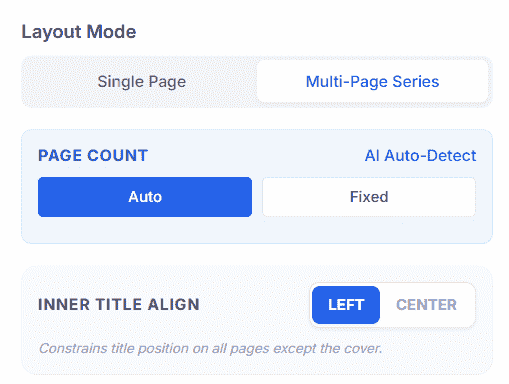 Layout Mode
Single Page Multi-Page Series
PAGE COUNT AI Auto-Detect
Auto Fixed
INNER TITLE ALIGN LEFT CENTER
Constrains title position on all pages except the cover.